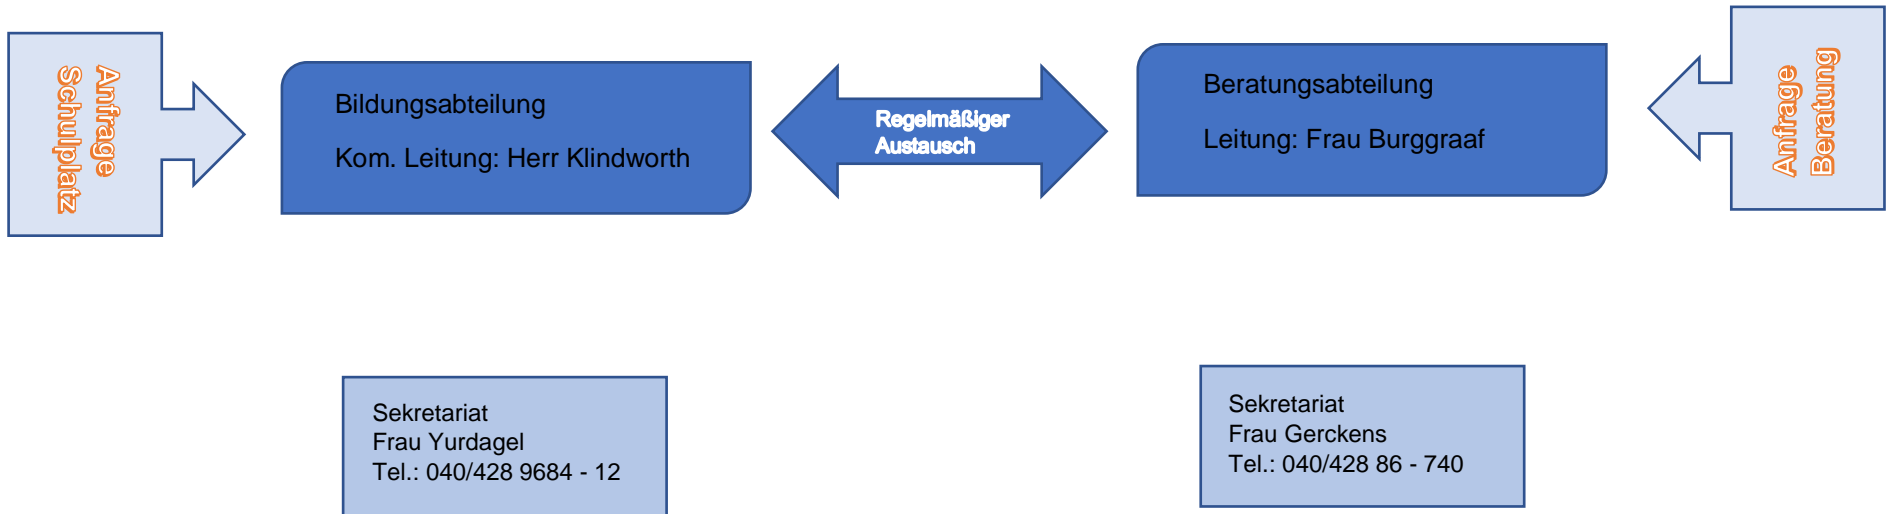 Anfrage
Schulplatz
Bildungsabteilung
Kom. Leitung: Herr Klindworth
Regelmäßiger
Austausch
Beratungsabteilung
Leitung: Frau Burggraaf
Anfrage
Beratung
Sekretariat
Frau Yurdagel
Tel.: 040/428 9684 - 12
Sekretariat
Frau Gerckens
Tel.: 040/428 86 - 740